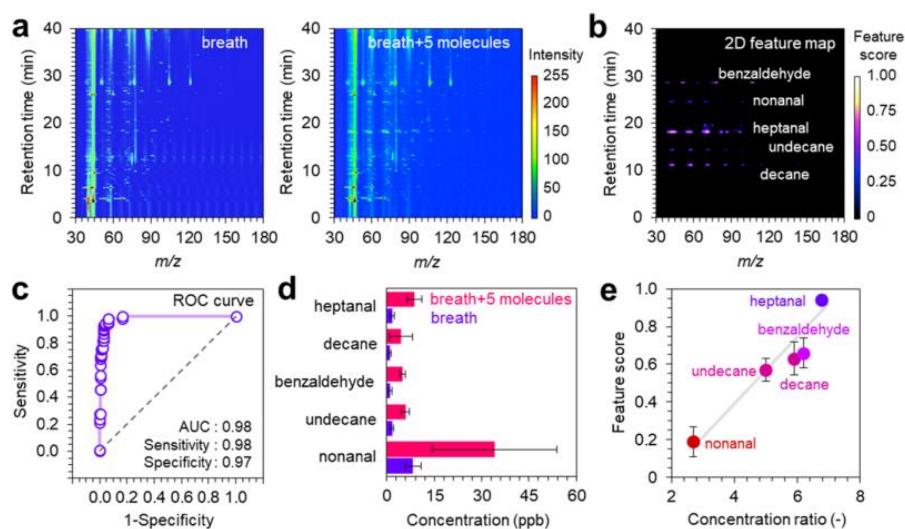 a
breath
breath+5 molecules
Intensity
255
200
150
100
50
0
Retention time (min)
40
30
20
10
0
30 60 90 120 150 180
m/z
Retention time (min)
40
30
20
10
0
30 60 90 120 150 180
m/z
b
2D feature map
Feature
score
1.00
0.75
0.50
0.25
0
benzaldehyde
nonanal
heptanal
undecane
decane
Retention time (min)
40
30
20
10
0
30 60 90 120 150 180
m/z
c
ROC curve
Sensitivity
1.0
0.8
0.6
0.4
0.2
0.0
AUC : 0.98
Sensitivity : 0.98
Specificity : 0.97
0.0 0.2 0.4 0.6 0.8 1.0
1-Specificity
d
breath+5 molecules
breath
heptanal
decane
benzaldehyde
undecane
nonanal
0 15 30 45 60
Concentration (ppb)
e
Feature score
1.0
0.8
0.6
0.4
0.2
0.0
heptanal
benzaldehyde
undecane
decane
nonanal
2 4 6 8
Concentration ratio (-)